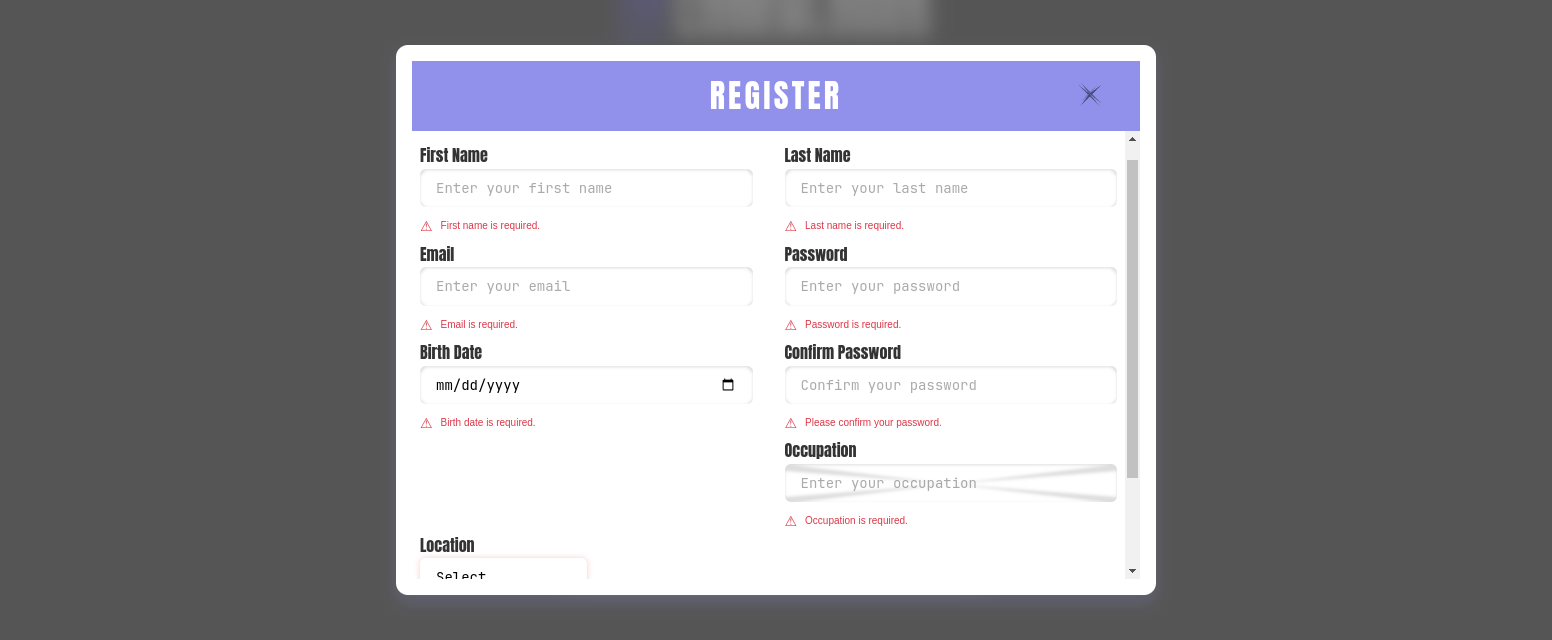 REGISTER
First Name
Enter your first name
⚠ First name is required.
Last Name
Enter your last name
⚠ Last name is required.
Email
Enter your email
⚠ Email is required.
Password
Enter your password
⚠ Password is required.
Birth Date
mm/dd/yyyy
⚠ Birth date is required.
Confirm Password
Confirm your password
⚠ Please confirm your password.
Occupation
Enter your occupation
⚠ Occupation is required.
Location
Select